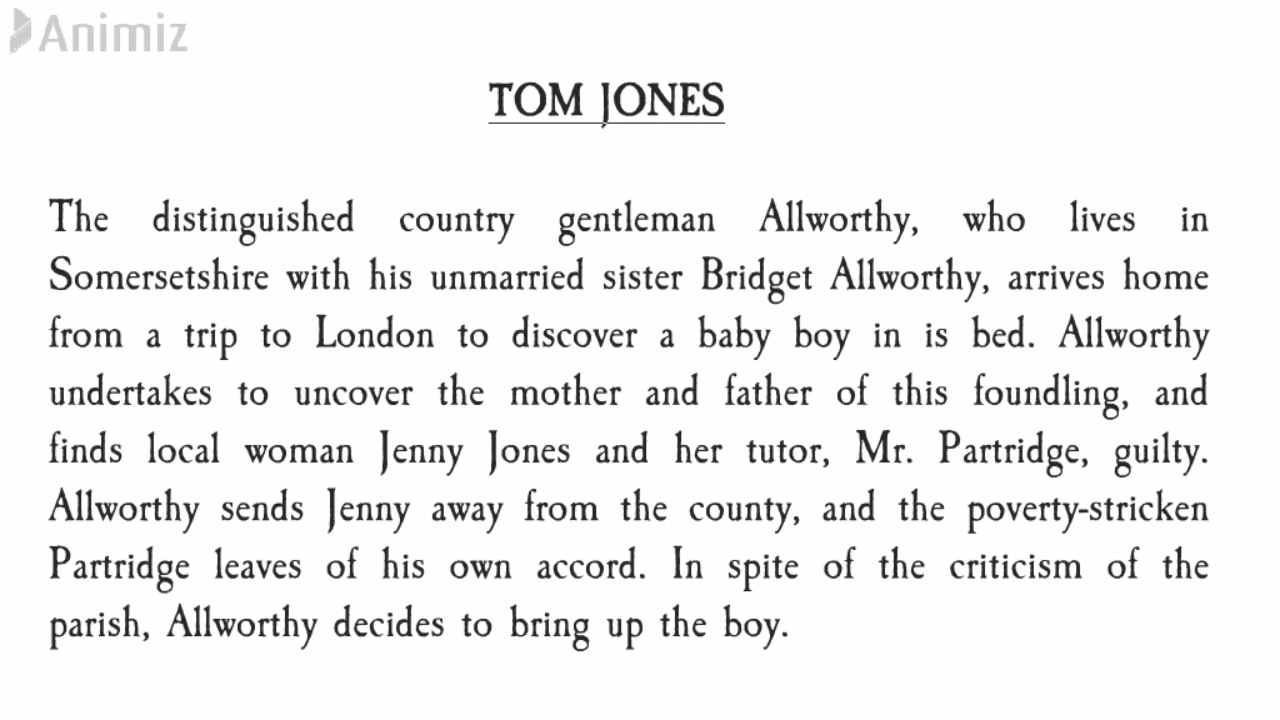 Animiz
TOM JONES
The distinguished country gentleman Allworthy, who lives in
Somersetshire with his unmarried sister Bridget Allworthy, arrives home
from a trip to London to discover a baby boy in is bed. Allworthy
undertakes to uncover the mother and father of this foundling, and
finds local woman Jenny Jones and her tutor, Mr. Partridge, guilty.
Allworthy sends Jenny away from the county, and the poverty-stricken
Partridge leaves of his own accord. In spite of the criticism of the
parish, Allworthy decides to bring up the boy.